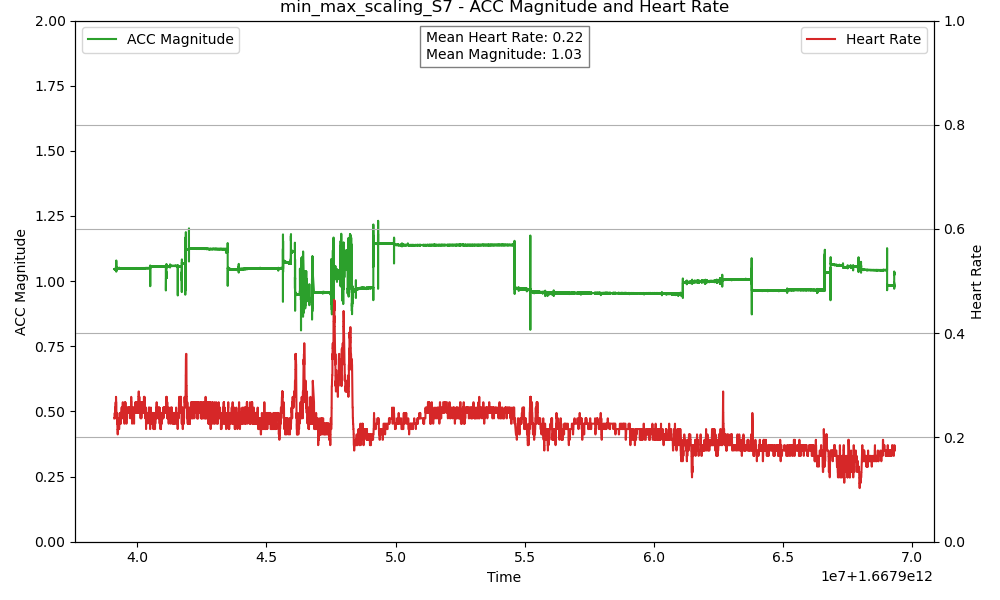 min_max_scaling_S7 - ACC Magnitude and Heart Rate
ACC Magnitude
Mean Heart Rate: 0.22
Mean Magnitude: 1.03
Heart Rate
2.00
1.75
1.50
1.25
1.00
0.75
0.50
0.25
0.00
ACC Magnitude
1.0
0.8
0.6
0.4
0.2
0.0
Heart Rate
4.0 4.5 5.0 5.5 6.0 6.5 7.0
Time
1e7+1.6679e12